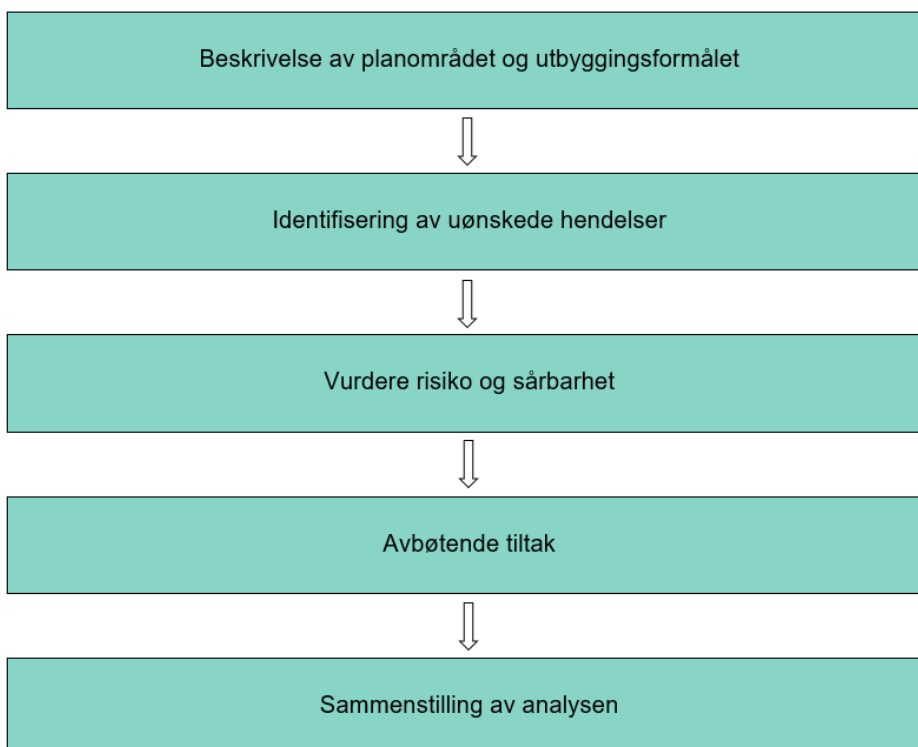 Beskrivelse av planområdet og utbyggingsformålet
Identifisering av uønskede hendelser
Vurdere risiko og sårbarhet
Avbøtende tiltak
Sammenstilling av analysen